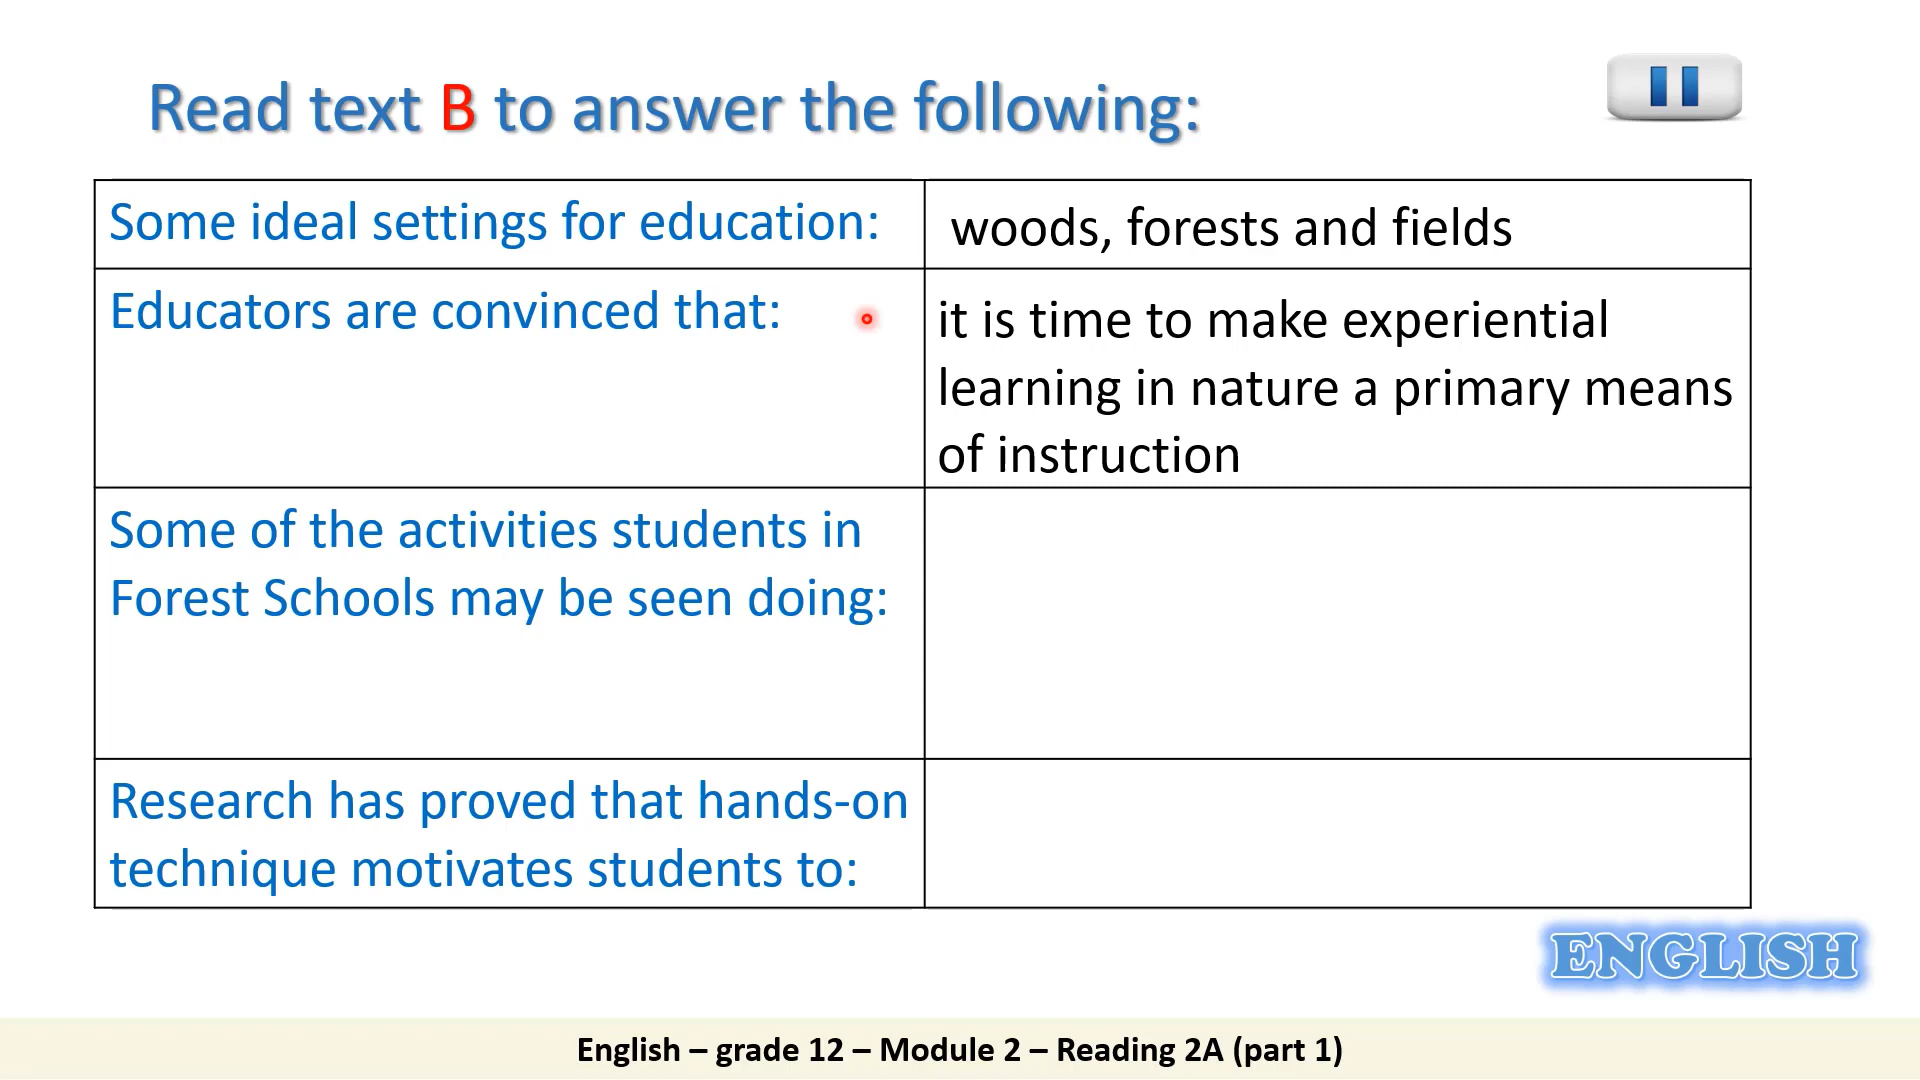 Read text B to answer the following:
Some ideal settings for education:
woods, forests and fields
Educators are convinced that:
it is time to make experiential
learning in nature a primary means
of instruction
Some of the activities students in
Forest Schools may be seen doing:
Research has proved that hands-on
technique motivates students to:
ENGLISH
English – grade 12 – Module 2 – Reading 2A (part 1)